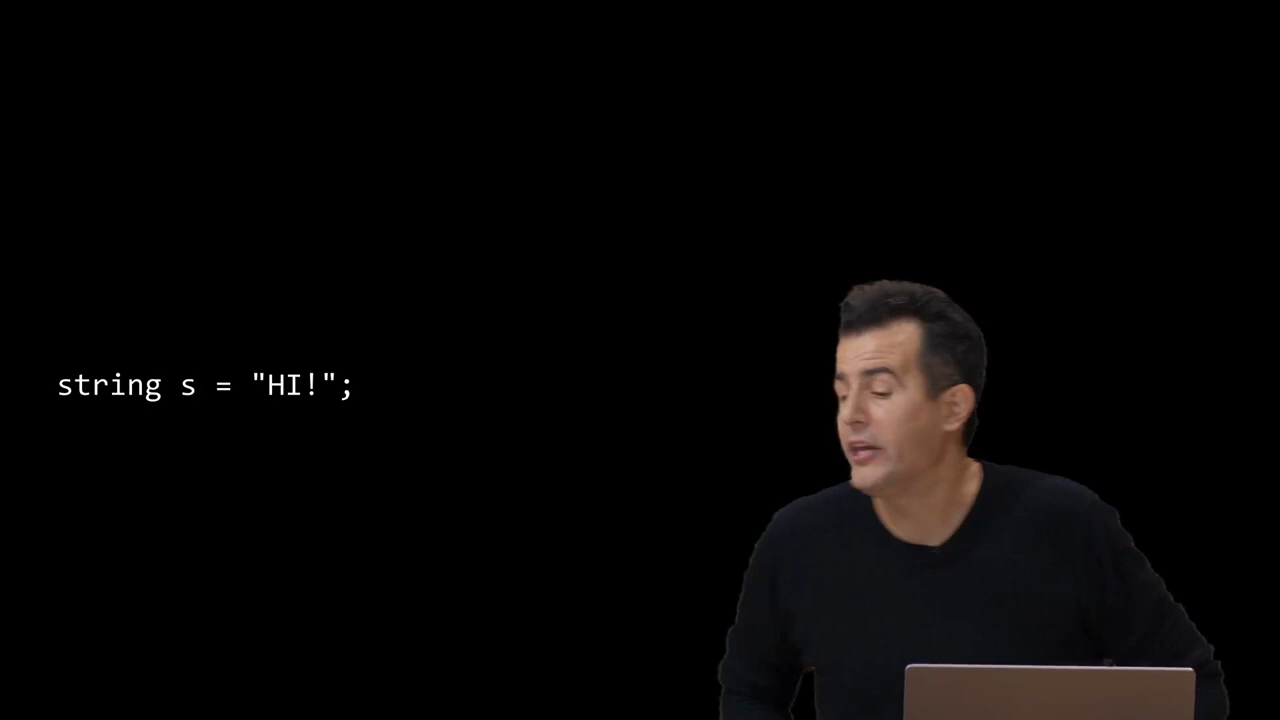 string s = "HI!";